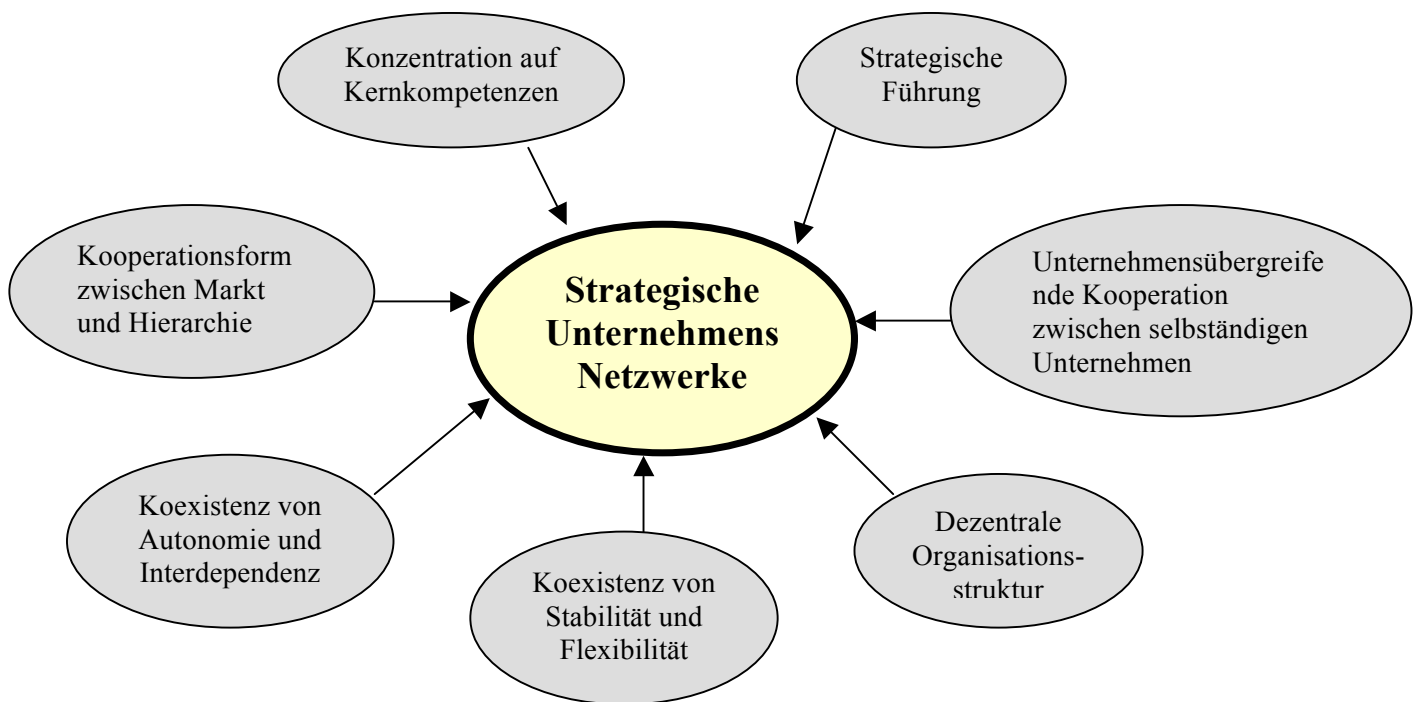 Konzentration auf
Kernkompetenzen
Strategische
Führung
Kooperationsform
zwischen Markt
und Hierarchie
Strategische
Unternehmens
Netzwerke
Unternehmensübergreife
nde Kooperation
zwischen selbständigen
Unternehmen
Koexistenz von
Autonomie und
Interdependenz
Koexistenz von
Stabilität und
Flexibilität
Dezentrale
Organisations-
struktur